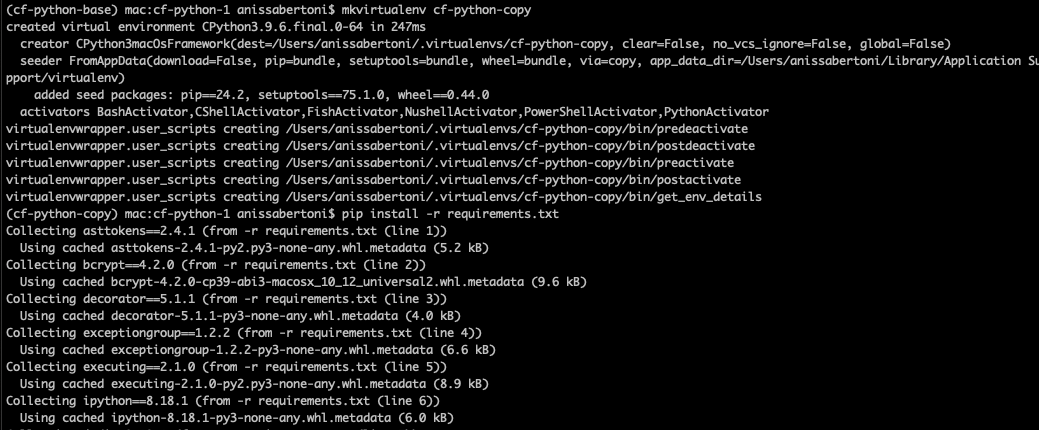 (cf-python-base) mac:cf-python-1 anissabertoni$ mkvirtualenv cf-python-copy
created virtual environment CPython3.9.6.final.0-64 in 247ms
  creator CPython3macOsFramework(dest=/Users/anissabertoni/.virtualenvs/cf-python-copy, clear=False, no_vcs_ignore=False, global=False)
  seeder FromAppData(download=False, pip=bundle, setuptools=bundle, wheel=bundle, via=copy, app_data_dir=/Users/anissabertoni/Library/Application Su
pport/virtualenv)
    added seed packages: pip==24.2, setuptools==75.1.0, wheel==0.44.0
  activators BashActivator,CShellActivator,FishActivator,NushellActivator,PowerShellActivator,PythonActivator
virtualenvwrapper.user_scripts creating /Users/anissabertoni/.virtualenvs/cf-python-copy/bin/predeactivate
virtualenvwrapper.user_scripts creating /Users/anissabertoni/.virtualenvs/cf-python-copy/bin/postdeactivate
virtualenvwrapper.user_scripts creating /Users/anissabertoni/.virtualenvs/cf-python-copy/bin/preactivate
virtualenvwrapper.user_scripts creating /Users/anissabertoni/.virtualenvs/cf-python-copy/bin/postactivate
virtualenvwrapper.user_scripts creating /Users/anissabertoni/.virtualenvs/cf-python-copy/bin/get_env_details
(cf-python-copy) mac:cf-python-1 anissabertoni$ pip install -r requirements.txt
Collecting asttokens==2.4.1 (from -r requirements.txt (line 1))
  Using cached asttokens-2.4.1-py2.py3-none-any.whl.metadata (5.2 kB)
Collecting bcrypt==4.2.0 (from -r requirements.txt (line 2))
  Using cached bcrypt-4.2.0-cp39-abi3-macosx_10_12_universal2.whl.metadata (9.6 kB)
Collecting decorator==5.1.1 (from -r requirements.txt (line 3))
  Using cached decorator-5.1.1-py3-none-any.whl.metadata (4.0 kB)
Collecting exceptiongroup==1.2.2 (from -r requirements.txt (line 4))
  Using cached exceptiongroup-1.2.2-py3-none-any.whl.metadata (6.6 kB)
Collecting executing==2.1.0 (from -r requirements.txt (line 5))
  Using cached executing-2.1.0-py2.py3-none-any.whl.metadata (8.9 kB)
Collecting ipython==8.18.1 (from -r requirements.txt (line 6))
  Using cached ipython-8.18.1-py3-none-any.whl.metadata (6.0 kB)